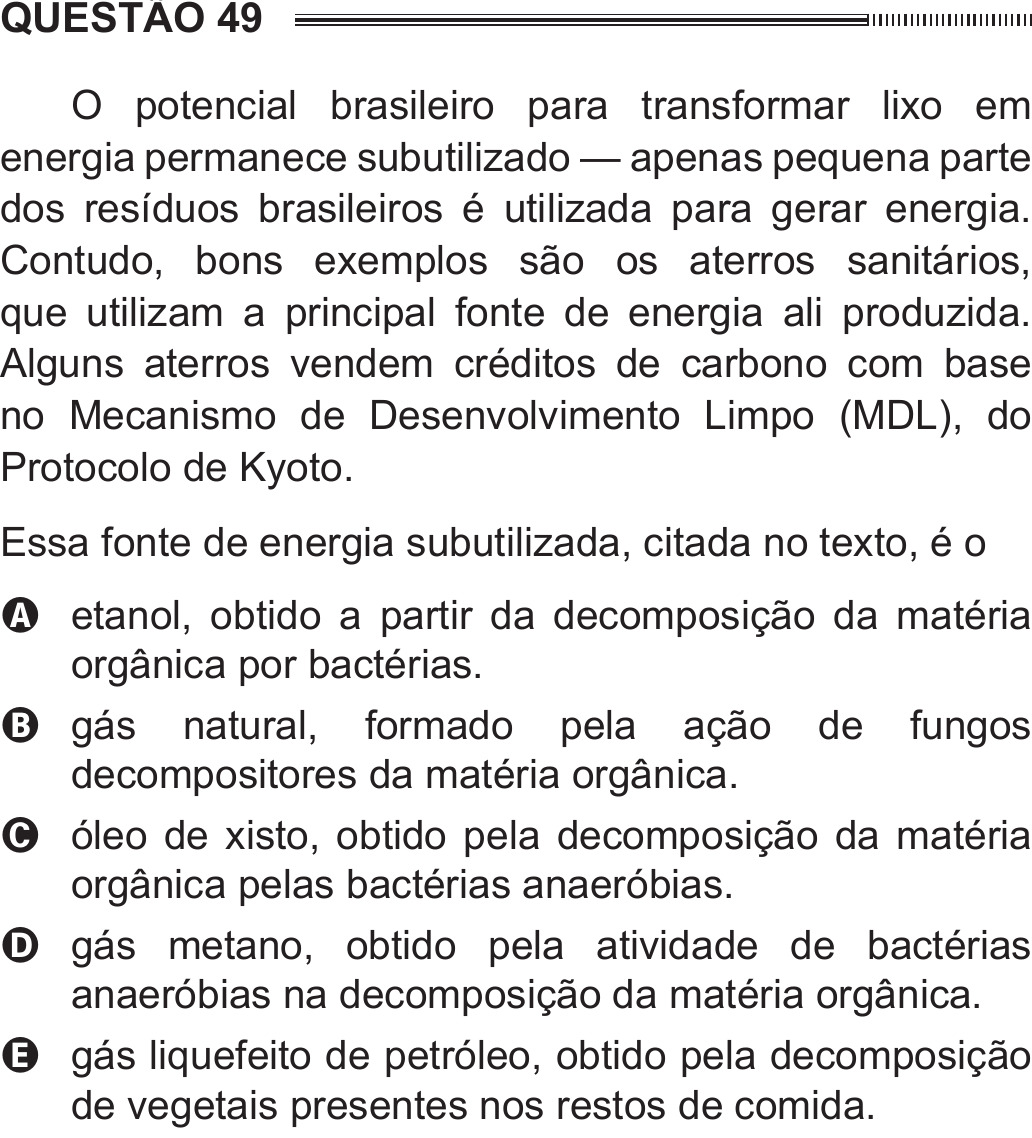 QUESTÃO 49
O potencial brasileiro para transformar lixo em
energia permanece subutilizado — apenas pequena parte
dos resíduos brasileiros é utilizada para gerar energia.
Contudo, bons exemplos são os aterros sanitários,
que utilizam a principal fonte de energia ali produzida.
Alguns aterros vendem créditos de carbono com base
no Mecanismo de Desenvolvimento Limpo (MDL), do
Protocolo de Kyoto.
Essa fonte de energia subutilizada, citada no texto, é o
A etanol, obtido a partir da decomposição da matéria
orgânica por bactérias.
B gás natural, formado pela ação de fungos
decompositores da matéria orgânica.
C óleo de xisto, obtido pela decomposição da matéria
orgânica pelas bactérias anaeróbias.
D gás metano, obtido pela atividade de bactérias
anaeróbias na decomposição da matéria orgânica.
E gás liquefeito de petróleo, obtido pela decomposição
de vegetais presentes nos restos de comida.